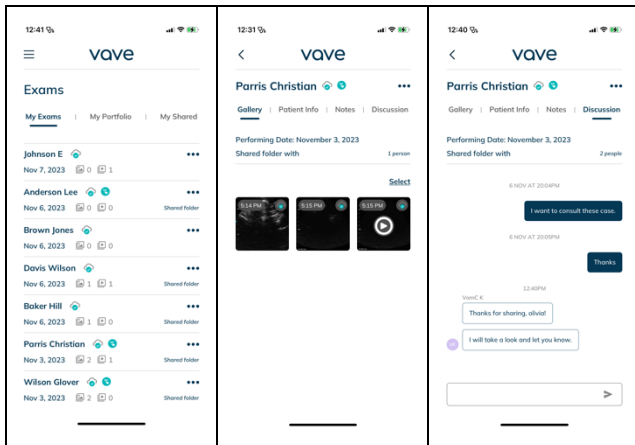 12:41
vave
Exams
My Exams | My Portfolio | My Shared
Johnson E
Nov 7, 2023 0 1
Anderson Lee
Nov 6, 2023 0 0 Shared folder
Brown Jones
Nov 6, 2023 0 0
Davis Wilson
Nov 6, 2023 1 1 Shared folder
Baker Hill
Nov 6, 2023 1 0 Shared folder
Parris Christian
Nov 3, 2023 2 1 Shared folder
Wilson Glover
Nov 3, 2023 2 0 Shared folder
12:31
vave
Parris Christian
Gallery | Patient Info | Notes | Discussion
Performing Date: November 3, 2023
Shared folder with 1 person
Select
5:14 PM 5:15 PM 5:15 PM
12:40
vave
Parris Christian
Gallery | Patient Info | Notes | Discussion
Performing Date: November 3, 2023
Shared folder with 2 people
6 NOV AT 20:04PM
I want to consult these case.
6 NOV AT 20:05PM
Thanks
12:40PM
VomC K
Thanks for sharing, olivia!
I will take a look and let you know.